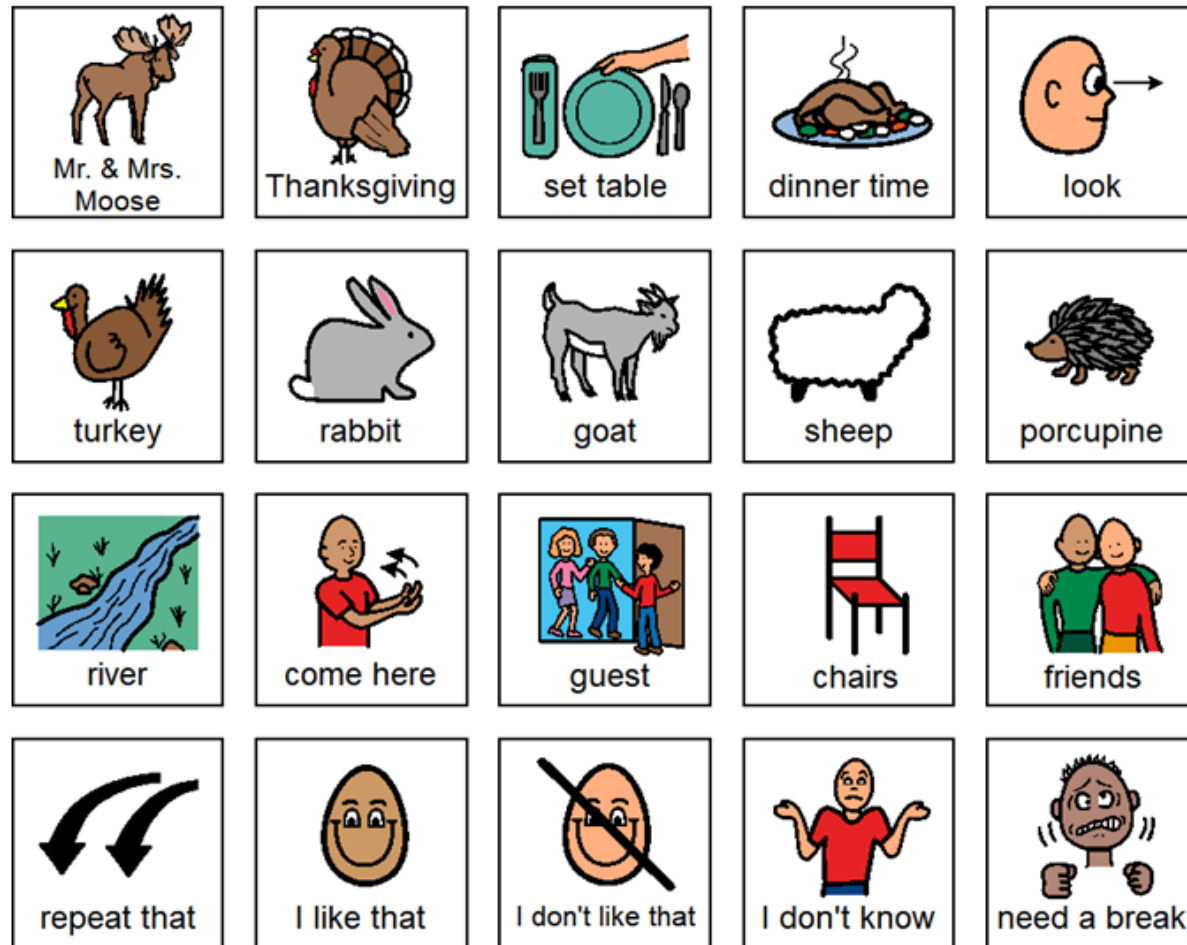 Mr. & Mrs.
Moose
Thanksgiving
set table
dinner time
look
turkey
rabbit
goat
sheep
porcupine
river
come here
guest
chairs
friends
repeat that
I like that
I don't like that
I don't know
need a break